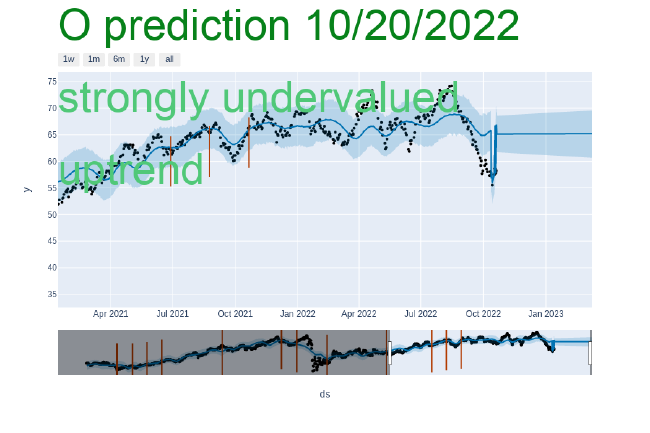 O prediction 10/20/2022
1w 1m 6m 1y all
strongly undervalued
uptrend
75
70
65
60
55
50
45
40
35
y
Apr 2021 Jul 2021 Oct 2021 Jan 2022 Apr 2022 Jul 2022 Oct 2022 Jan 2023
ds